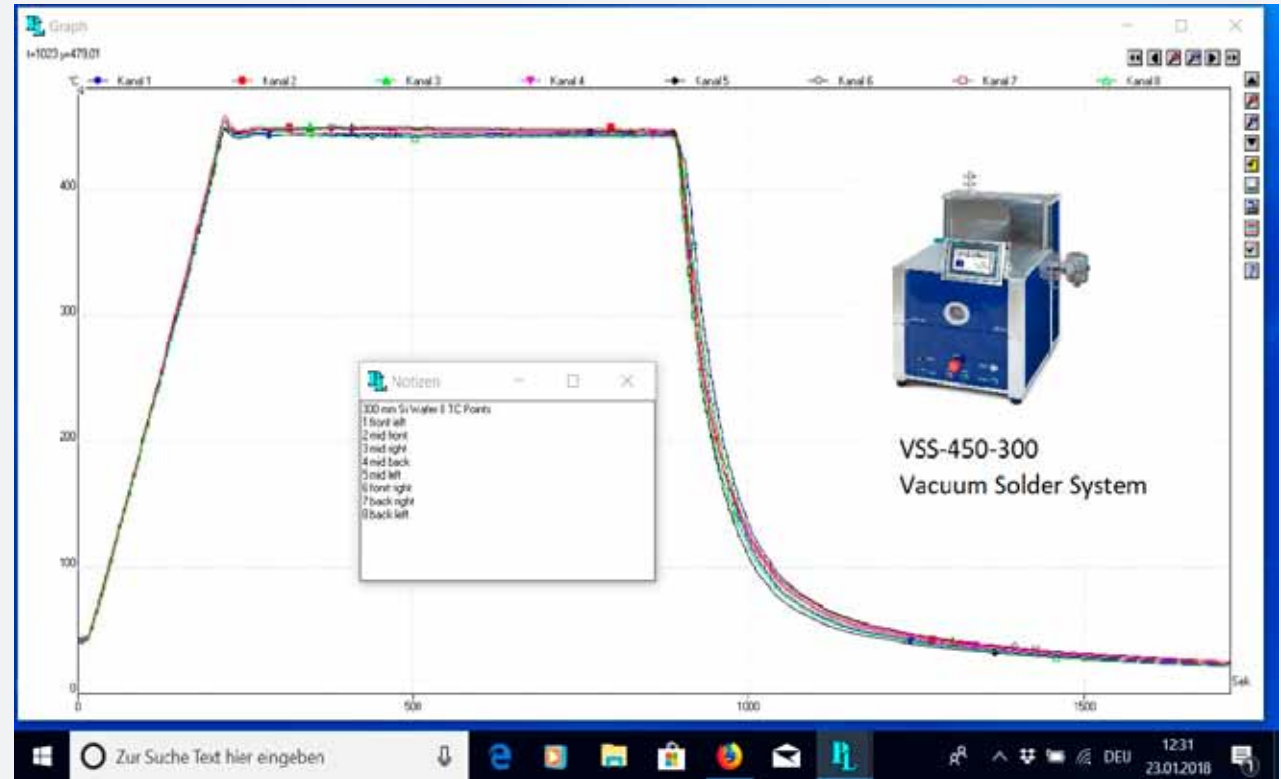 Graph
t=1023 y=479.01
°C Kanal 1 Kanal 2 Kanal 3 Kanal 4 Kanal 5 Kanal 6 Kanal 7 Kanal 8
400
300
200
100
0
0 500 1000 1500
Sek.
Notizen
300 mm Si Wafer 8 TC Points
1 front left
2 mid front
3 mid right
4 mid back
5 mid left
6 fornt right
7 back right
8 back left
VSS-450-300
Vacuum Solder System
Zur Suche Text hier eingeben
DEU
12:31
23.01.2018
1